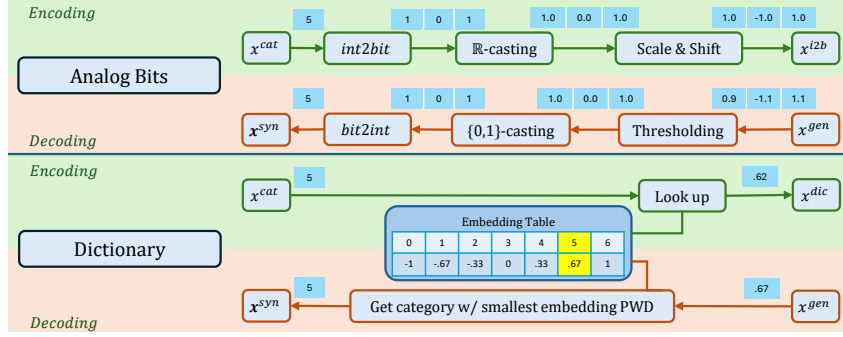 Encoding
5
1 0 1
1.0 0.0 1.0
1.0 -1.0 1.0
x^cat int2bit ℝ-casting Scale & Shift x^i2b
Analog Bits
5
1 0 1
1.0 0.0 1.0
0.9 -1.1 1.1
x^syn bit2int {0,1}-casting Thresholding x^gen
Decoding
Encoding
5
.62
x^cat Look up x^dic
Embedding Table
0 1 2 3 4 5 6
-1 -.67 -.33 0 .33 .67 1
Dictionary
5
.67
x^syn Get category w/ smallest embedding PWD x^gen
Decoding